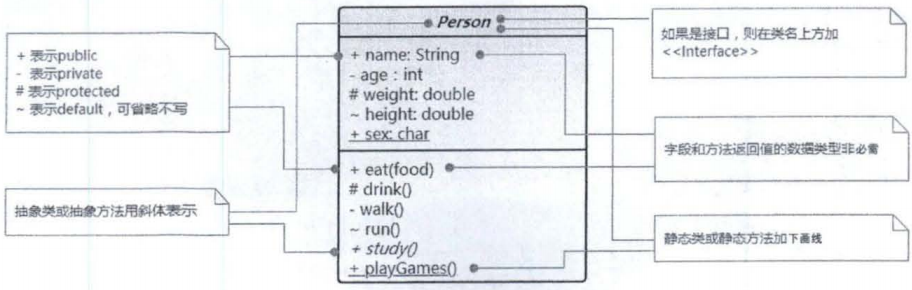 Person
+ name: String
- age : int
# weight: double
~ height: double
+ sex: char
+ eat(food)
# drink()
- walk()
~ run()
+ study()
+ playGames()
+ 表示public
- 表示private
# 表示protected
~ 表示default，可省略不写
抽象类或抽象方法用斜体表示
如果是接口，则在类名上方加
<<Interface>>
字段和方法返回值的数据类型非必需
静态类或静态方法加下画线